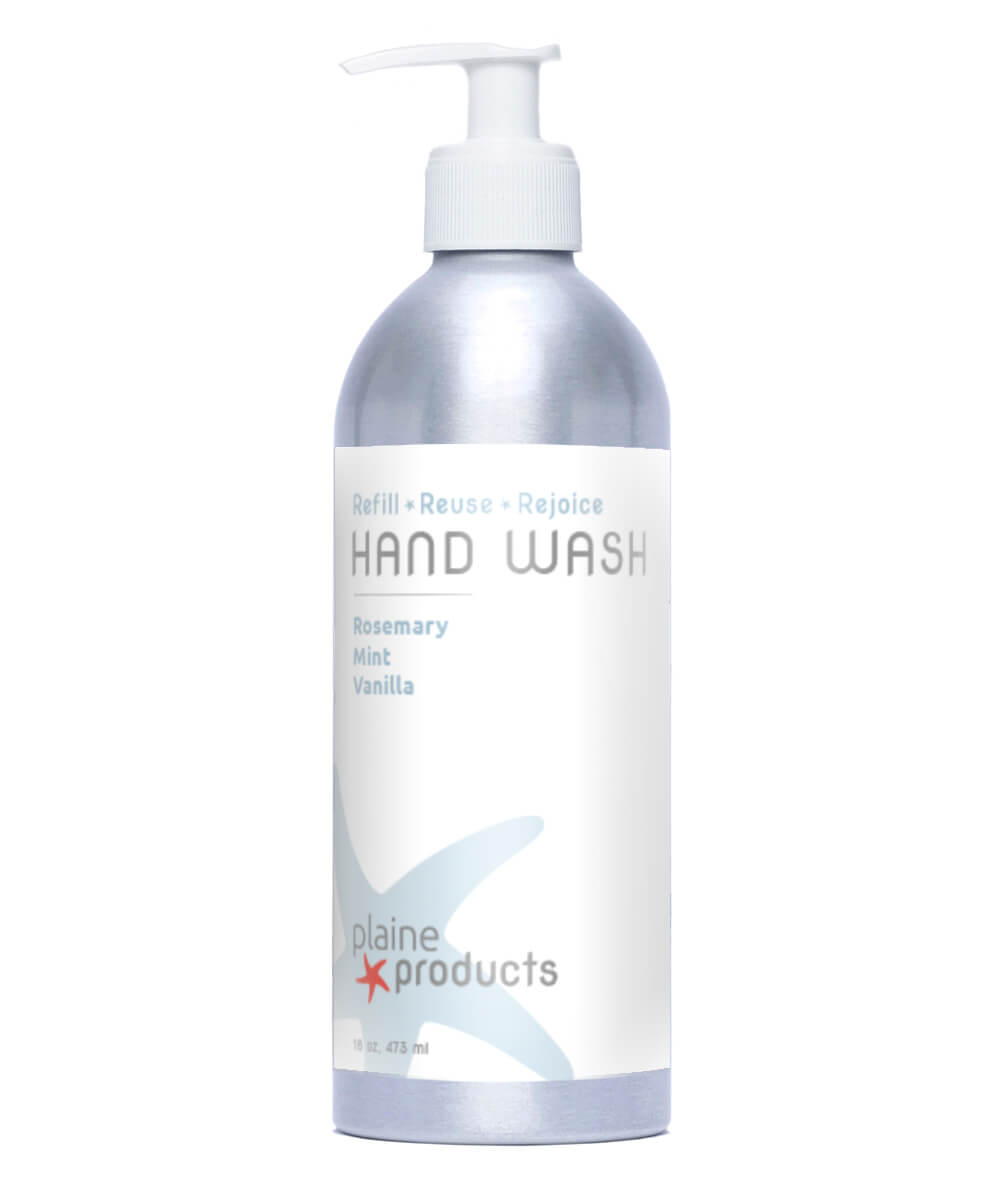 Refill * Reuse * Rejoice
HAND WASH
Rosemary
Mint
Vanilla
plaine
products
16 oz, 473 ml